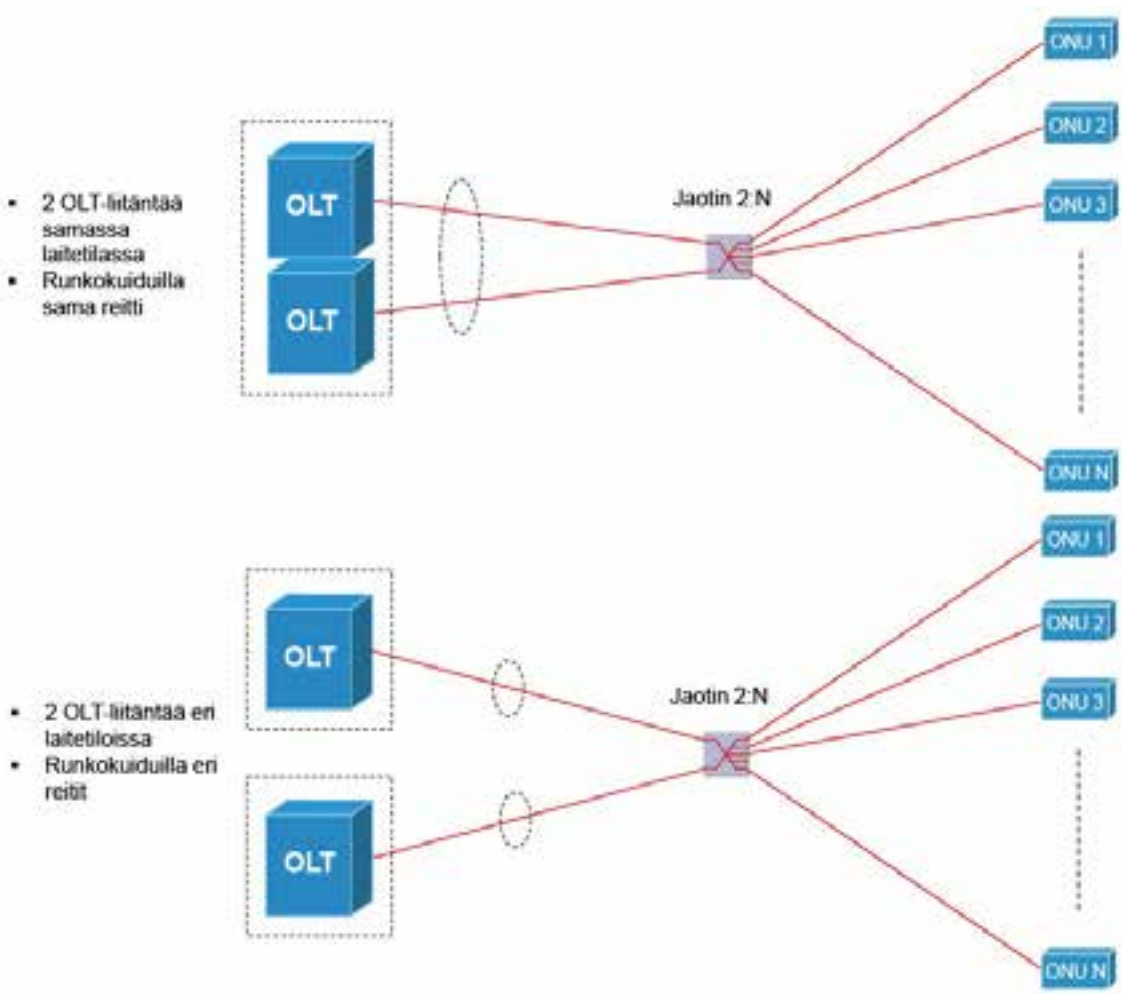 ONU 1
ONU 2
ONU 3
ONU N
OLT
OLT
Jaotin 2:N
▪ 2 OLT-liitäntää
samassa
laitetilassa
▪ Runkokuiduilla
sama reitti
ONU 1
ONU 2
ONU 3
ONU N
OLT
OLT
Jaotin 2:N
▪ 2 OLT-liitäntää eri
laitetiloissa
▪ Runkokuiduilla eri
reitit